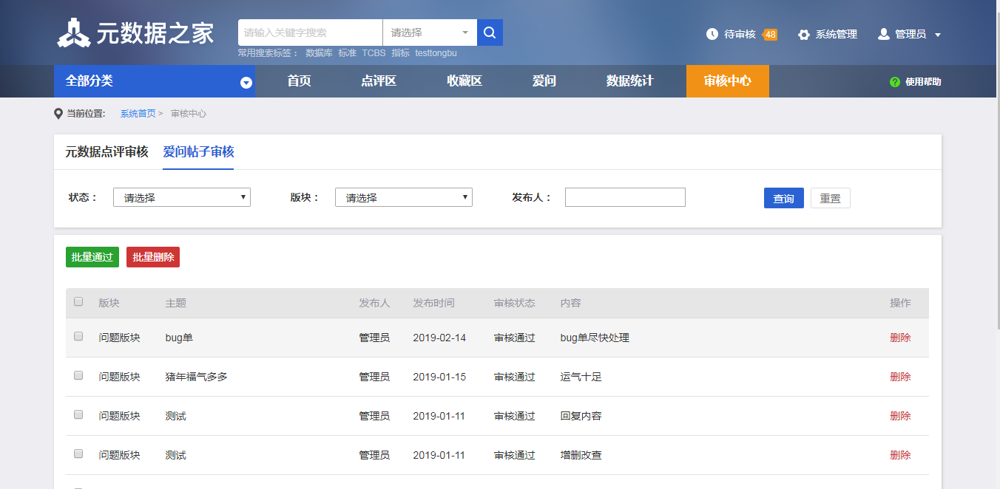 元数据之家
请输入关键字搜索 请选择
常用搜索标签： 数据库 标准 TCBS 指标 testtongbu
待审核 48 系统管理 管理员
全部分类 首页 点评区 收藏区 爱问 数据统计 审核中心 使用帮助
当前位置: 系统首页 > 审核中心
元数据点评审核 爱问帖子审核
状态： 请选择 版块： 请选择 发布人： 查询 重置
批量通过 批量删除
版块 主题 发布人 发布时间 审核状态 内容 操作
问题版块 bug单 管理员 2019-02-14 审核通过 bug单尽快处理 删除
问题版块 猪年福气多多 管理员 2019-01-15 审核通过 运气十足 删除
问题版块 测试 管理员 2019-01-11 审核通过 回复内容 删除
问题版块 测试 管理员 2019-01-11 审核通过 增删改查 删除